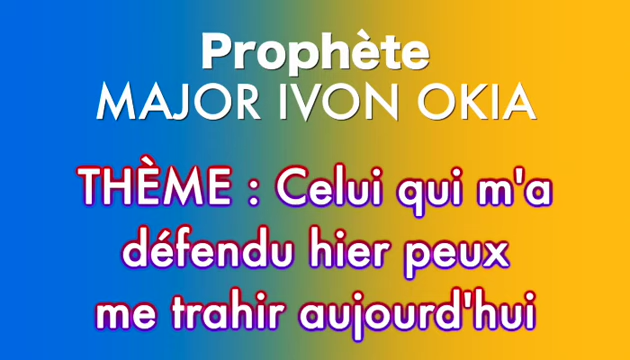 Prophète
MAJOR IVON OKIA
THÈME : Celui qui m'a
défendu hier peux
me trahir aujourd'hui